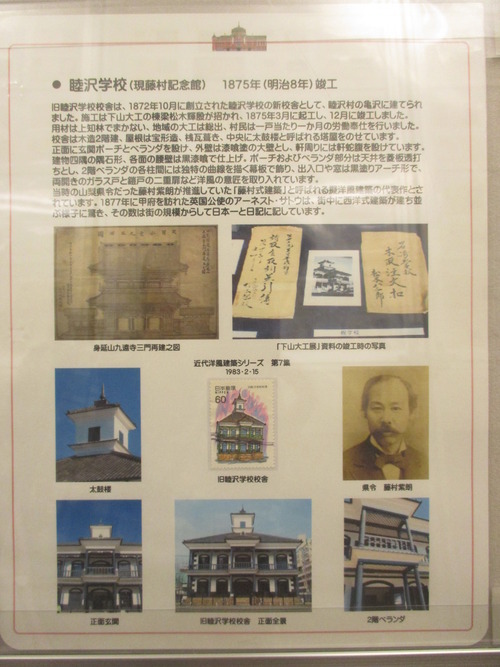 ● 睦沢学校（現藤村記念館） 1875年（明治8年）竣工
旧睦沢学校校舎は、1872年10月に創立された睦沢学校の新校舎として、睦沢村の亀沢に建てられ
ました。施工は下山大工の棟梁松木輝殷が招かれ、1875年3月に起工し、12月に竣工しました。
用材は上知林でまかない、地域の大工は総出、村民は一戸当たり一か月の労働奉仕を行いました。
校舎は木造2階建、屋根は宝形造、桟瓦葺き、中央に太鼓楼と呼ばれる塔屋をのせています。
正面に玄関ポーチとベランダを設け、外壁は漆喰塗の大壁とし、軒周りには軒蛇腹を設けています。
建物四隅の隅石形、各面の腰壁は黒漆喰で仕上げ、ポーチおよびベランダ部分は天井を菱板透打
ちとし、2階ベランダの各柱間には独特の曲線を描く幕板で飾り、出入口や窓は黒塗りアーチ形で、
両開きのガラス戸と鎧戸の二重扉など洋風の意匠を取り入れています。
当時の山梨県令だった藤村紫朗が推進していた「藤村式建築」と呼ばれる擬洋風建築の代表作とさ
れています。1877年に甲府を訪れた英国公使のアーネスト・サトウは、街中に西洋式建築が建ち並
ぶ様子に驚き、その数は街の規模からして日本一と日記に記しています。
身延山久遠寺三門再建之図
「下山大工展」資料の竣工時の写真
近代洋風建築シリーズ 第7集
1983・2・15
日本郵便
60
旧睦沢学校校舎
太鼓楼
県令 藤村紫朗
正面玄関
旧睦沢学校校舎 正面全景
2階ベランダ